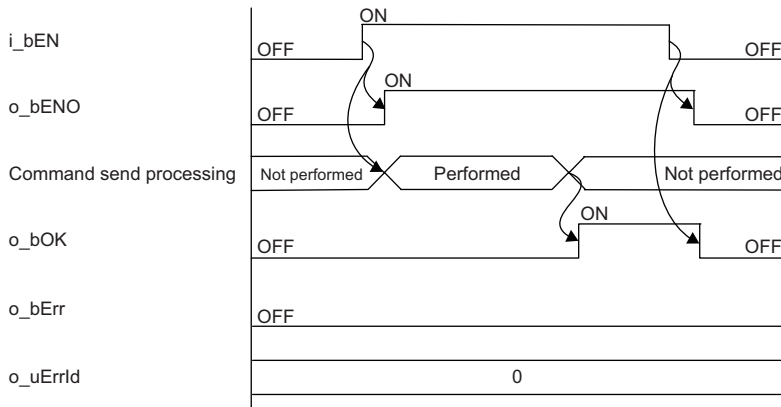 ON
i_bEN
OFF
OFF
ON
o_bENO
OFF
OFF
Command send processing
Not performed
Performed
Not performed
ON
o_bOK
OFF
OFF
o_bErr
OFF
o_uErrId
0